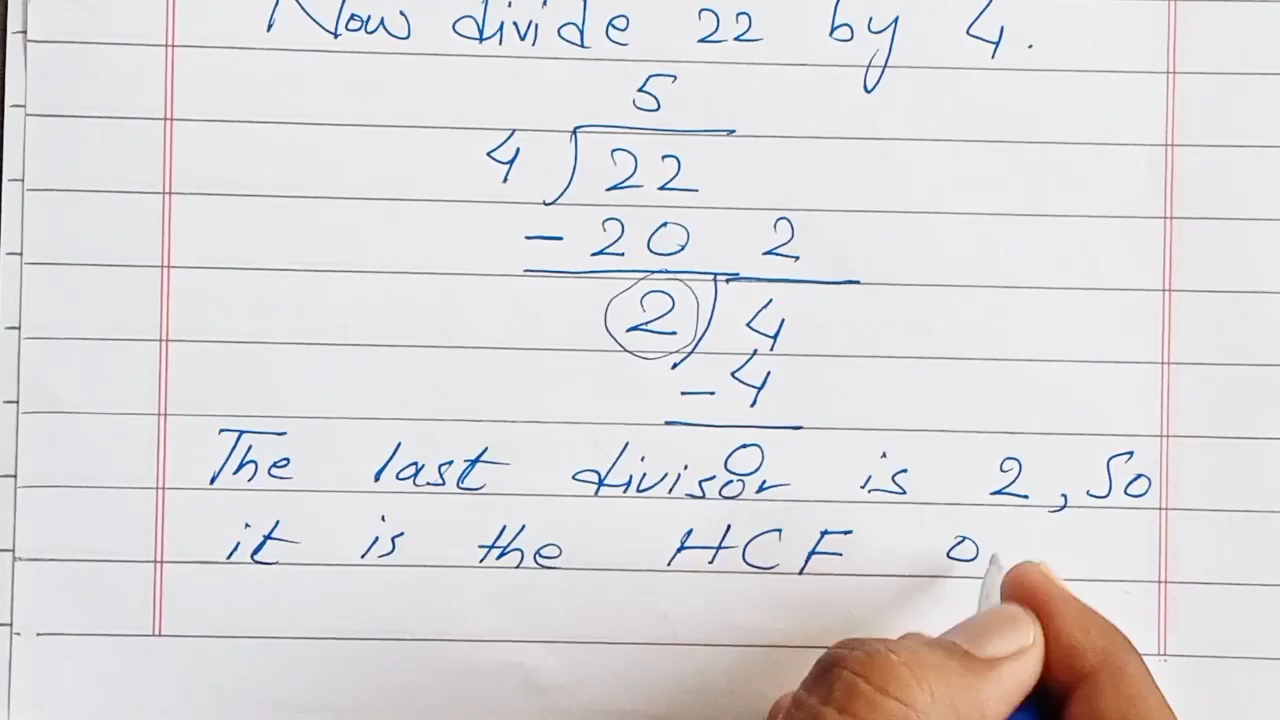 Now divide 22 by 4.
5
4 22
- 20 2
2 4
- 4
0
The last divisor is 2, So
it is the HCF o